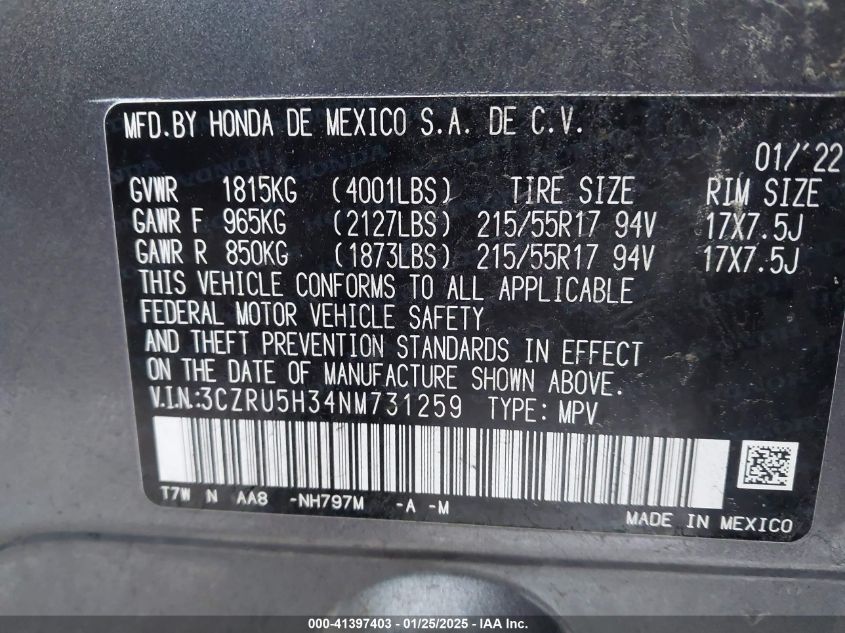 MFD.BY HONDA DE MEXICO S.A. DE C.V.
01/'22
GVWR 1815KG (4001LBS) TIRE SIZE RIM SIZE
GAWR F 965KG (2127LBS) 215/55R17 94V 17X7.5J
GAWR R 850KG (1873LBS) 215/55R17 94V 17X7.5J
THIS VEHICLE CONFORMS TO ALL APPLICABLE
FEDERAL MOTOR VEHICLE SAFETY
AND THEFT PREVENTION STANDARDS IN EFFECT
ON THE DATE OF MANUFACTURE SHOWN ABOVE.
V.I.N.:3CZRU5H34NM731259 TYPE: MPV
T7W N AA8 -NH797M -A -M
MADE IN MEXICO
000-41397403 - 01/25/2025 - © IAA Inc.